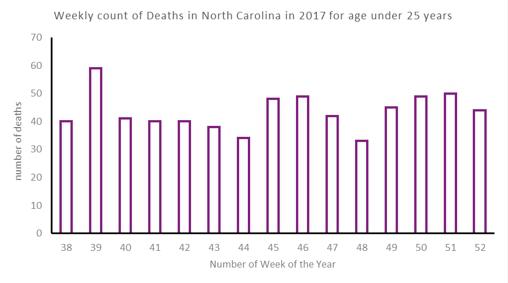 Weekly count of Deaths in North Carolina in 2017 for age under 25 years
70
60
50
40
30
20
10
0
number of deaths
38 39 40 41 42 43 44 45 46 47 48 49 50 51 52
Number of Week of the Year